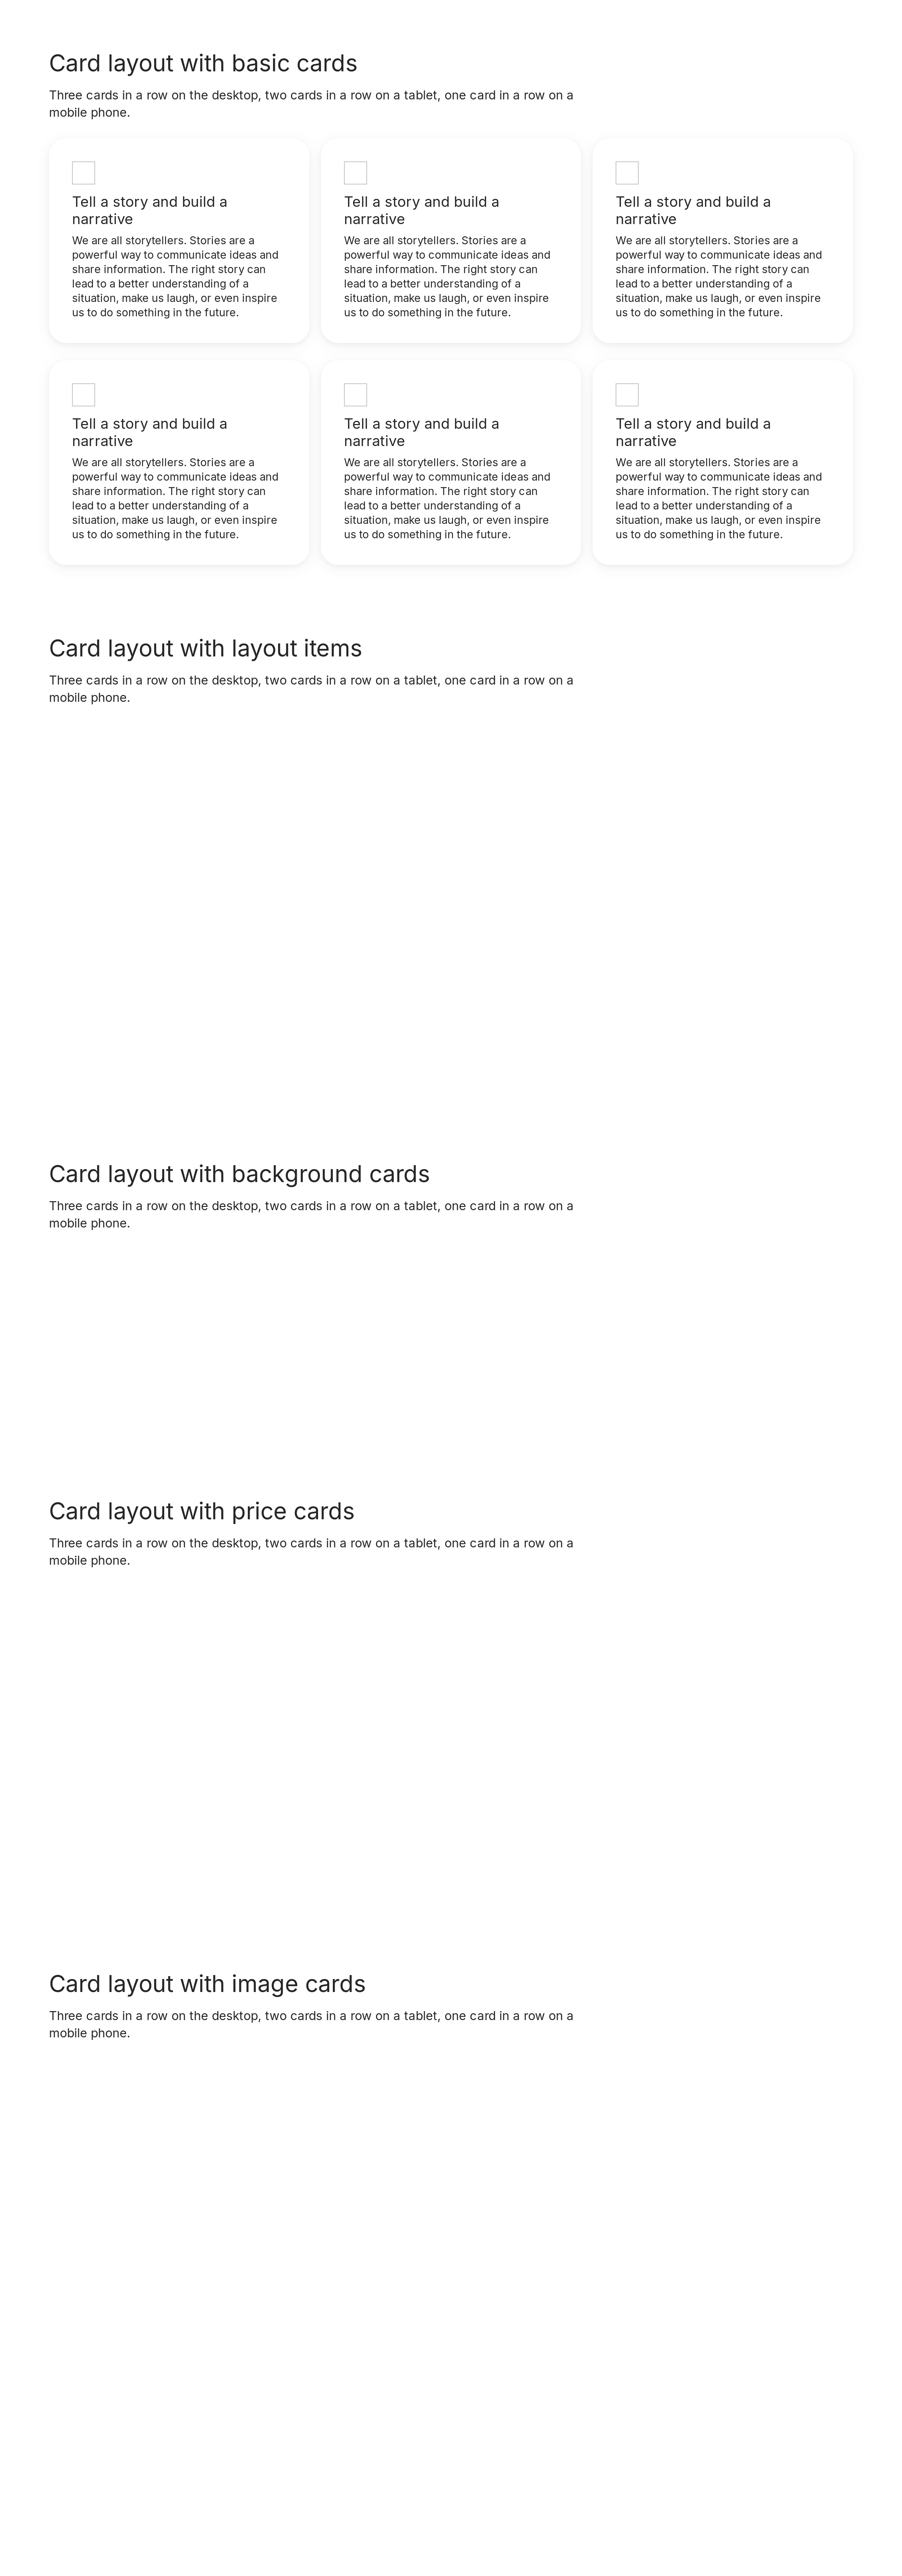 Card layout with basic cards
Three cards in a row on the desktop, two cards in a row on a tablet, one card in a row on a
mobile phone.
Tell a story and build a
narrative
We are all storytellers. Stories are a
powerful way to communicate ideas and
share information. The right story can
lead to a better understanding of a
situation, make us laugh, or even inspire
us to do something in the future.
Tell a story and build a
narrative
We are all storytellers. Stories are a
powerful way to communicate ideas and
share information. The right story can
lead to a better understanding of a
situation, make us laugh, or even inspire
us to do something in the future.
Tell a story and build a
narrative
We are all storytellers. Stories are a
powerful way to communicate ideas and
share information. The right story can
lead to a better understanding of a
situation, make us laugh, or even inspire
us to do something in the future.
Tell a story and build a
narrative
We are all storytellers. Stories are a
powerful way to communicate ideas and
share information. The right story can
lead to a better understanding of a
situation, make us laugh, or even inspire
us to do something in the future.
Tell a story and build a
narrative
We are all storytellers. Stories are a
powerful way to communicate ideas and
share information. The right story can
lead to a better understanding of a
situation, make us laugh, or even inspire
us to do something in the future.
Tell a story and build a
narrative
We are all storytellers. Stories are a
powerful way to communicate ideas and
share information. The right story can
lead to a better understanding of a
situation, make us laugh, or even inspire
us to do something in the future.
Card layout with layout items
Three cards in a row on the desktop, two cards in a row on a tablet, one card in a row on a
mobile phone.
Card layout with background cards
Three cards in a row on the desktop, two cards in a row on a tablet, one card in a row on a
mobile phone.
Card layout with price cards
Three cards in a row on the desktop, two cards in a row on a tablet, one card in a row on a
mobile phone.
Card layout with image cards
Three cards in a row on the desktop, two cards in a row on a tablet, one card in a row on a
mobile phone.